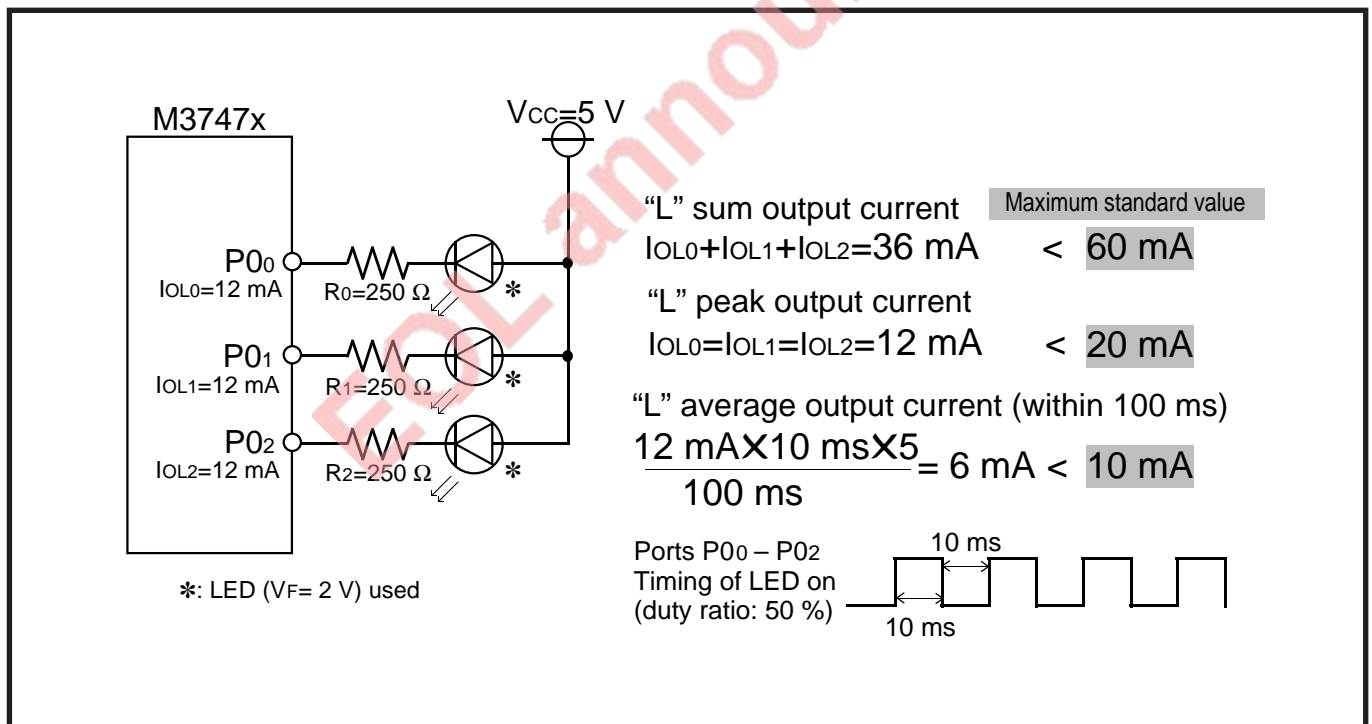 EOL annou
M3747x
VCC=5 V
P00
IOL0=12 mA
R0=250 Ω
*
P01
IOL1=12 mA
R1=250 Ω
*
P02
IOL2=12 mA
R2=250 Ω
*
*: LED (VF= 2 V) used
“L” sum output current
Maximum standard value
IOL0+IOL1+IOL2=36 mA < 60 mA
“L” peak output current
IOL0=IOL1=IOL2=12 mA < 20 mA
“L” average output current (within 100 ms)
12 mA×10 ms×5
100 ms
= 6 mA < 10 mA
Ports P00 – P02
Timing of LED on
(duty ratio: 50 %)
10 ms
10 ms